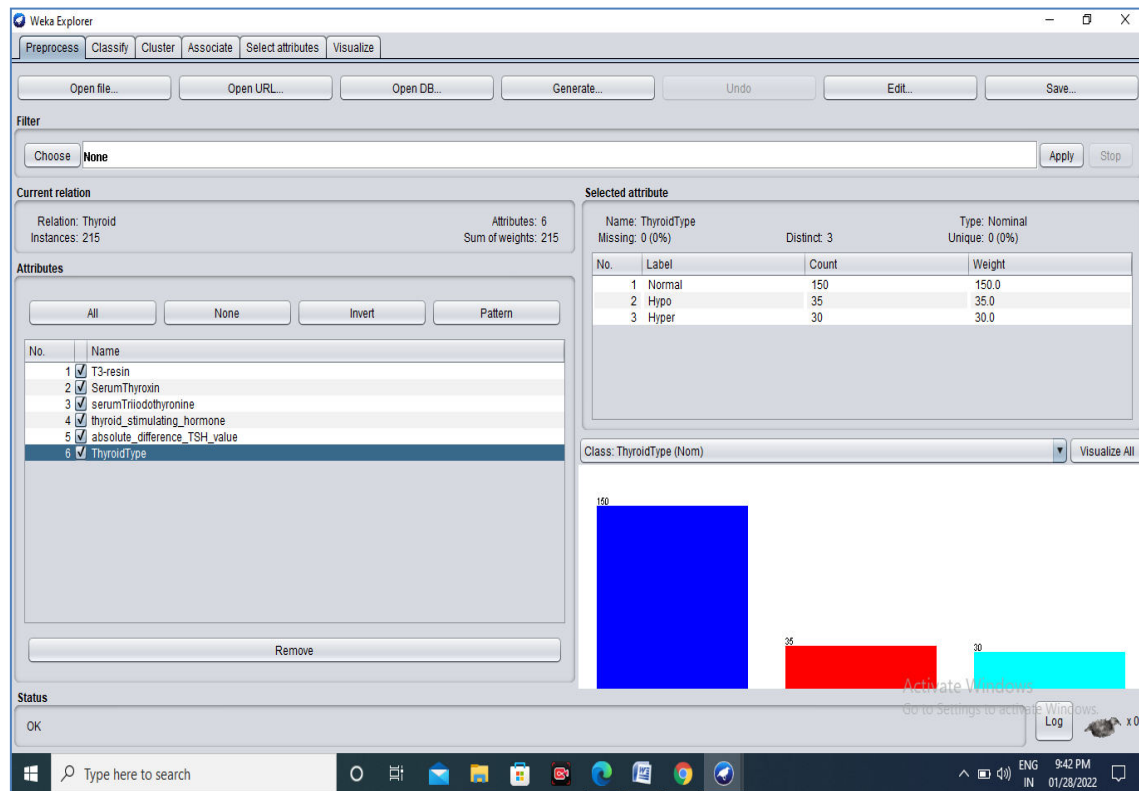 Weka Explorer
Preprocess Classify Cluster Associate Select attributes Visualize
Open file... Open URL... Open DB... Generate... Undo Edit... Save...
Filter
Choose None Apply Stop
Current relation
Relation: Thyroid Attributes: 6
Instances: 215 Sum of weights: 215
Attributes
All None Invert Pattern
No. Name
1 T3-resin
2 SerumThyroxin
3 serumTriiodothyronine
4 thyroid_stimulating_hormone
5 absolute_difference_TSH_value
6 ThyroidType
Remove
Selected attribute
Name: ThyroidType Type: Nominal
Missing: 0 (0%) Distinct: 3 Unique: 0 (0%)
No. Label Count Weight
1 Normal 150 150.0
2 Hypo 35 35.0
3 Hyper 30 30.0
Class: ThyroidType (Nom) Visualize All
150
35
30
Activate Windows
Go to Settings to activate Windows.
Status
OK
Log x 0
Type here to search
ENG 9:42 PM
IN 01/28/2022